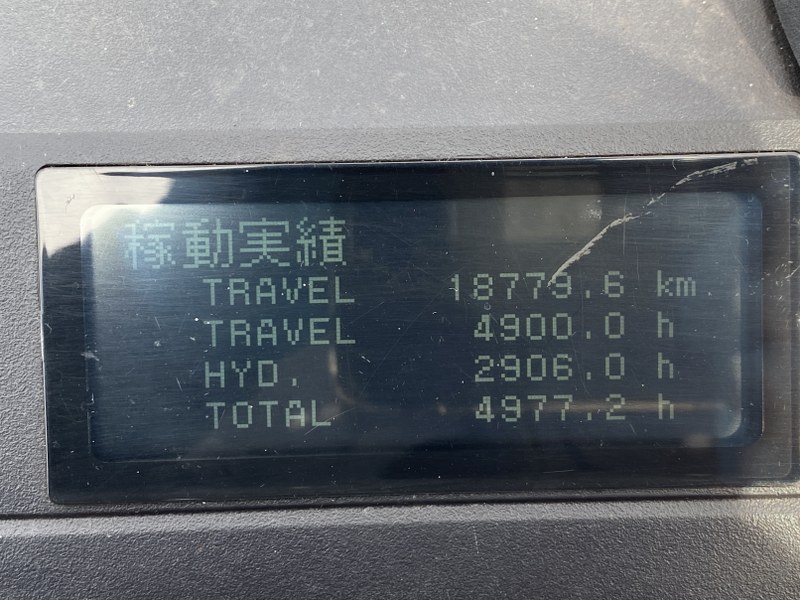 稼動実績
TRAVEL 18779.6 km
TRAVEL 4900.0 h
HYD. 2906.0 h
TOTAL 4977.2 h